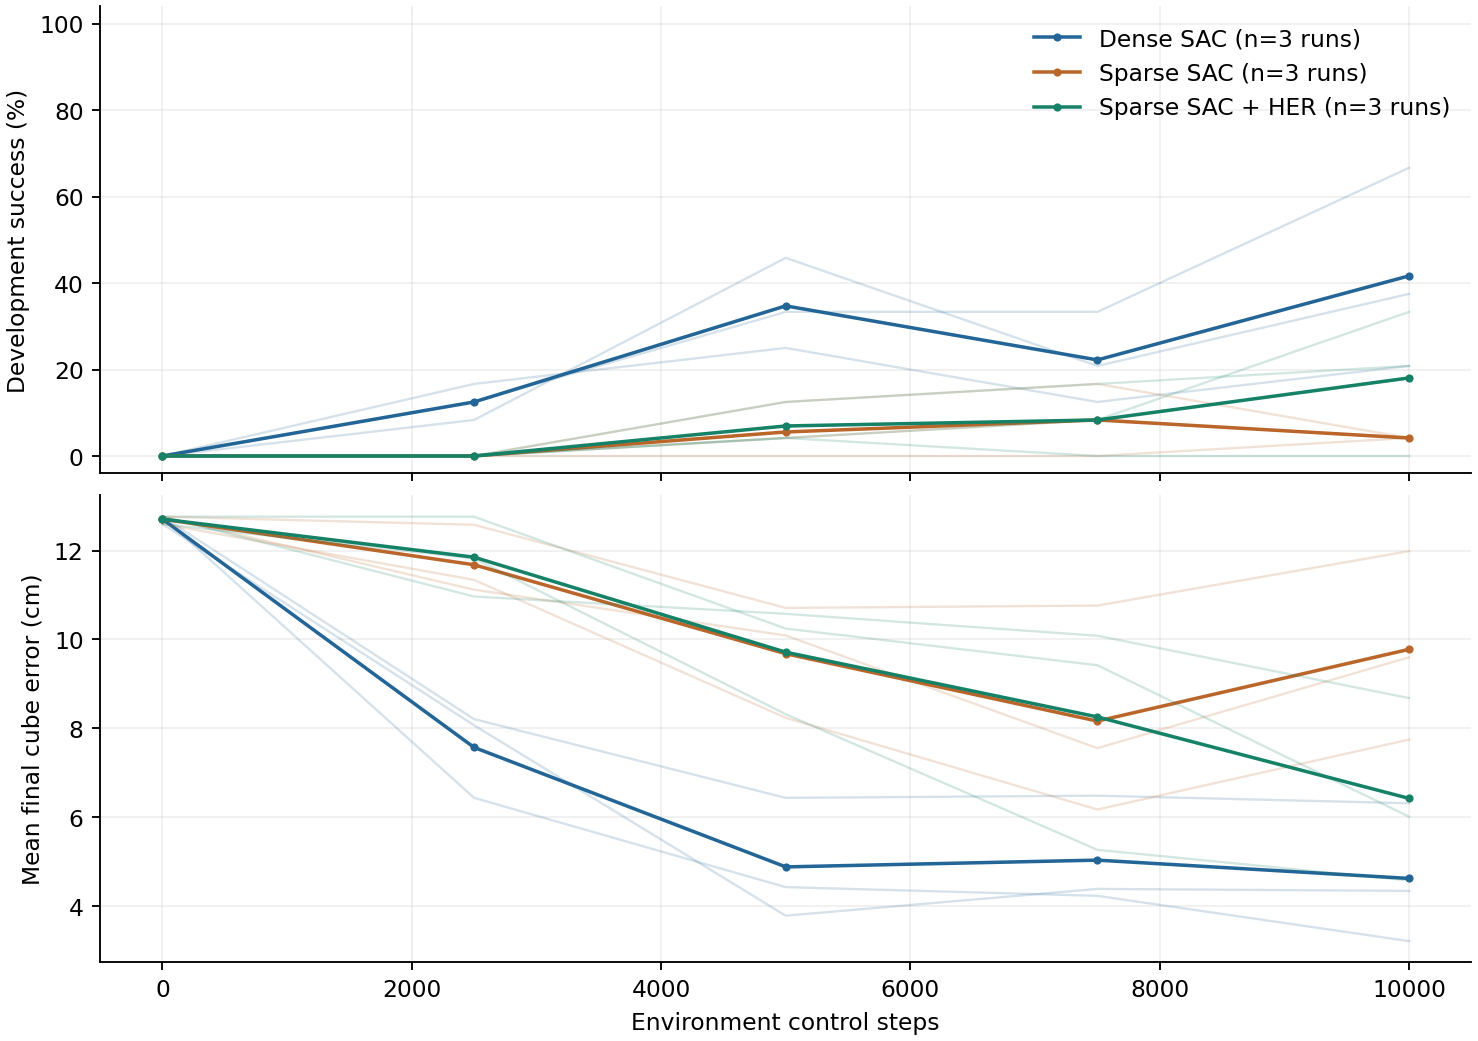 100
80
60
40
20
0
Development success (%)
Dense SAC (n=3 runs)
Sparse SAC (n=3 runs)
Sparse SAC + HER (n=3 runs)
12
10
8
6
4
Mean final cube error (cm)
0 2000 4000 6000 8000 10000
Environment control steps